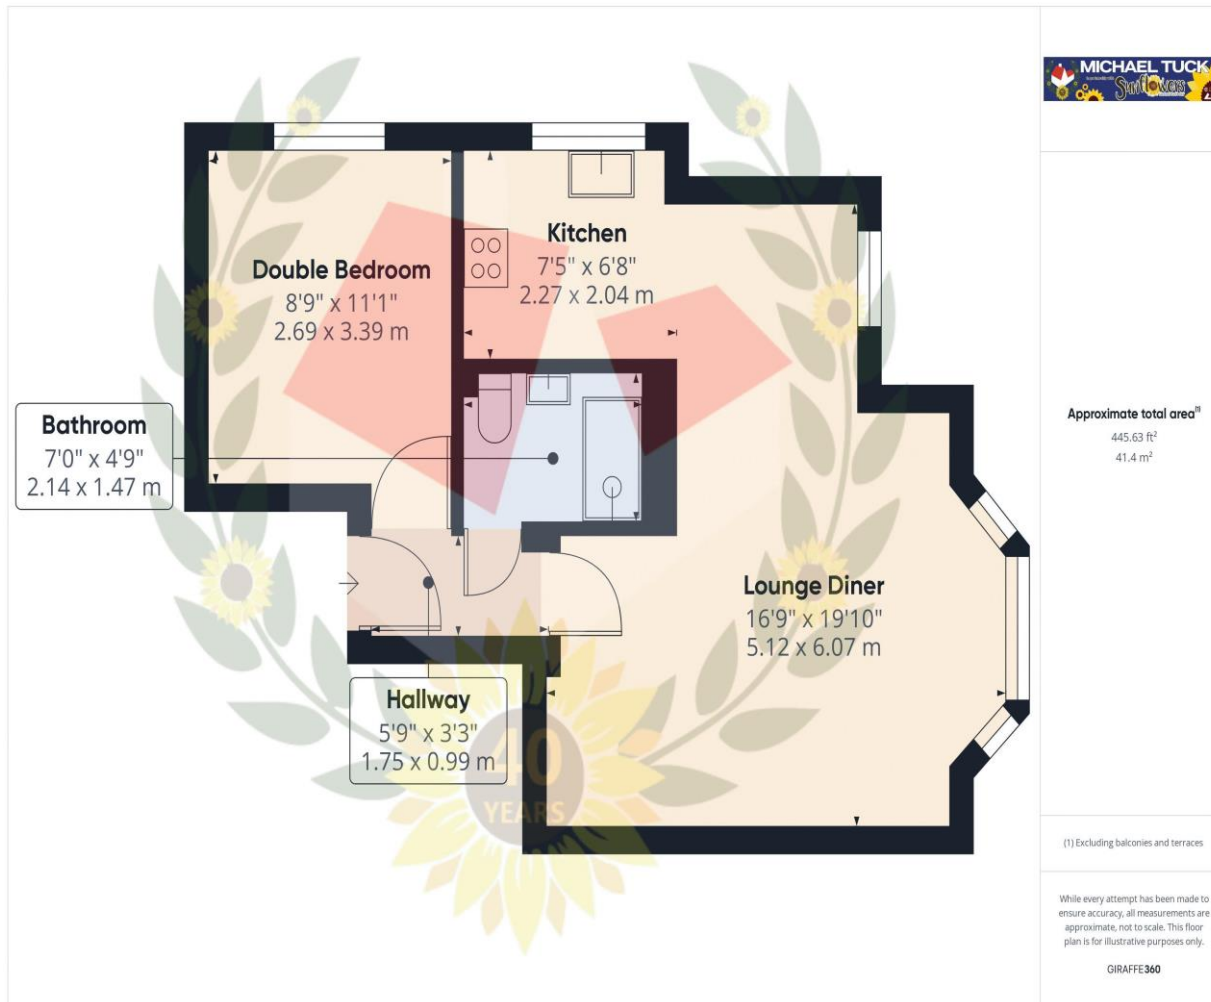 MICHAEL TUCK
Sunflowers
Kitchen
7'5" x 6'8"
2.27 x 2.04 m
Double Bedroom
8'9" x 11'1"
2.69 x 3.39 m
Bathroom
7'0" x 4'9"
2.14 x 1.47 m
Lounge Diner
16'9" x 19'10"
5.12 x 6.07 m
Hallway
5'9" x 3'3"
1.75 x 0.99 m
40
YEARS
Approximate total area⁽¹⁾
445.63 ft²
41.4 m²
(1) Excluding balconies and terraces
While every attempt has been made to
ensure accuracy, all measurements are
approximate, not to scale. This floor
plan is for illustrative purposes only.
GIRAFFE360